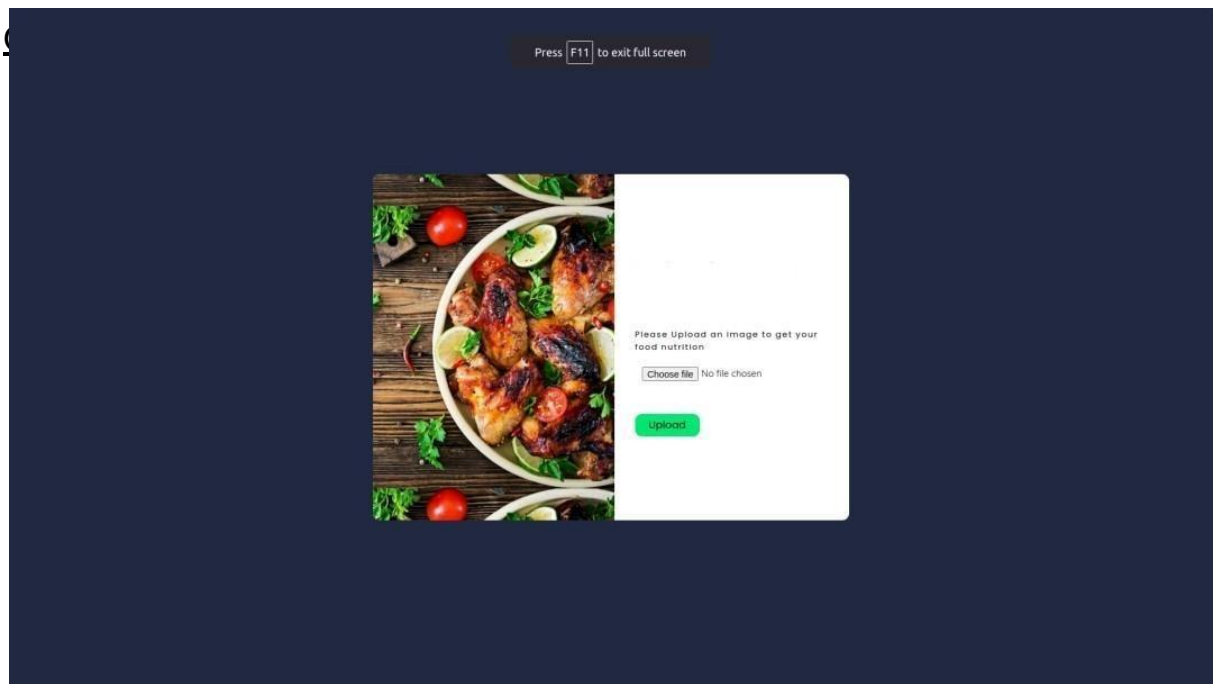 Press F11 to exit full screen
Please Upload an image to get your
food nutrition
Choose file No file chosen
Upload